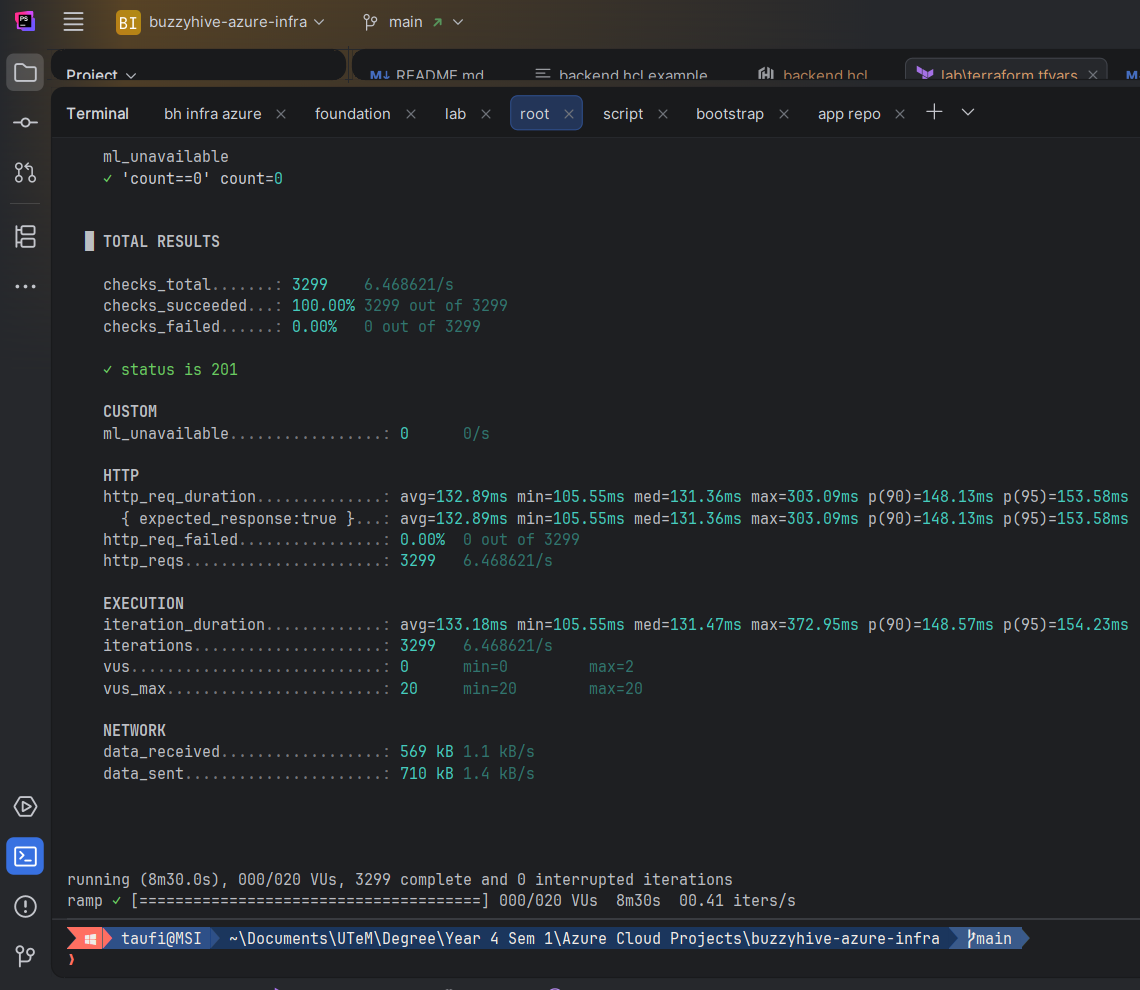 PS BI buzzyhive-azure-infra main
Project README.md backend.hcl.example backend.hcl lab\terraform.tfvars
Terminal bh infra azure foundation lab root script bootstrap app repo
ml_unavailable
✓ 'count==0' count=0
TOTAL RESULTS
checks_total.......: 3299 6.468621/s
checks_succeeded...: 100.00% 3299 out of 3299
checks_failed......: 0.00% 0 out of 3299
✓ status is 201
CUSTOM
ml_unavailable.................: 0 0/s
HTTP
http_req_duration..............: avg=132.89ms min=105.55ms med=131.36ms max=303.09ms p(90)=148.13ms p(95)=153.58ms
{ expected_response:true }...: avg=132.89ms min=105.55ms med=131.36ms max=303.09ms p(90)=148.13ms p(95)=153.58ms
http_req_failed................: 0.00% 0 out of 3299
http_reqs......................: 3299 6.468621/s
EXECUTION
iteration_duration.............: avg=133.18ms min=105.55ms med=131.47ms max=372.95ms p(90)=148.57ms p(95)=154.23ms
iterations.....................: 3299 6.468621/s
vus............................: 0 min=0 max=2
vus_max........................: 20 min=20 max=20
NETWORK
data_received..................: 569 kB 1.1 kB/s
data_sent......................: 710 kB 1.4 kB/s
running (8m30.0s), 000/020 VUs, 3299 complete and 0 interrupted iterations
ramp ✓ [======================================] 000/020 VUs 8m30s 00.41 iters/s
taufi@MSI ~\Documents\UTeM\Degree\Year 4 Sem 1\Azure Cloud Projects\buzzyhive-azure-infra main
❯